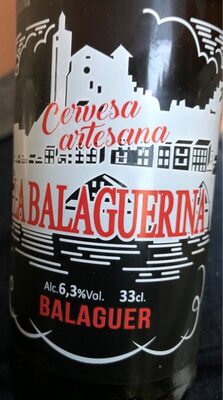 Cervesa
artesana
LA BALAGUERINA
Alc.6,3%Vol. 33cl.
BALAGUER